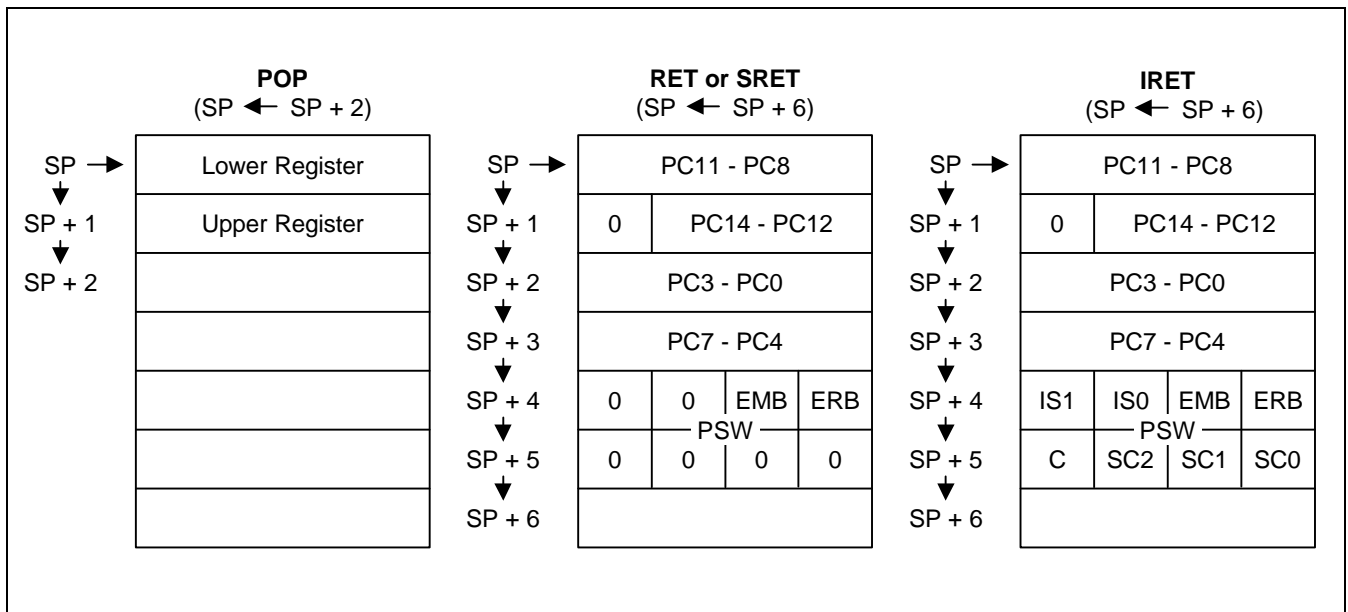 POP
(SP ← SP + 2)
SP → Lower Register
SP + 1 Upper Register
SP + 2
RET or SRET
(SP ← SP + 6)
SP → PC11 - PC8
SP + 1 0 PC14 - PC12
SP + 2 PC3 - PC0
SP + 3 PC7 - PC4
SP + 4 0 0 EMB ERB
PSW
SP + 5 0 0 0 0
SP + 6
IRET
(SP ← SP + 6)
SP → PC11 - PC8
SP + 1 0 PC14 - PC12
SP + 2 PC3 - PC0
SP + 3 PC7 - PC4
SP + 4 IS1 IS0 EMB ERB
PSW
SP + 5 C SC2 SC1 SC0
SP + 6